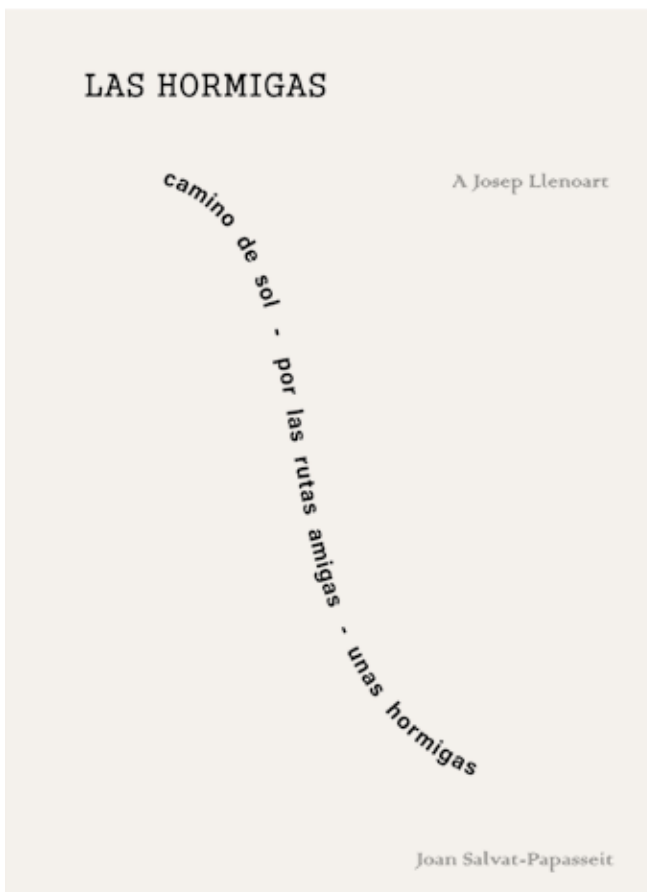 LAS HORMIGAS
A Josep Llenoart
camino de sol - por las rutas amigas - unas hormigas
Joan Salvat-Papasseit